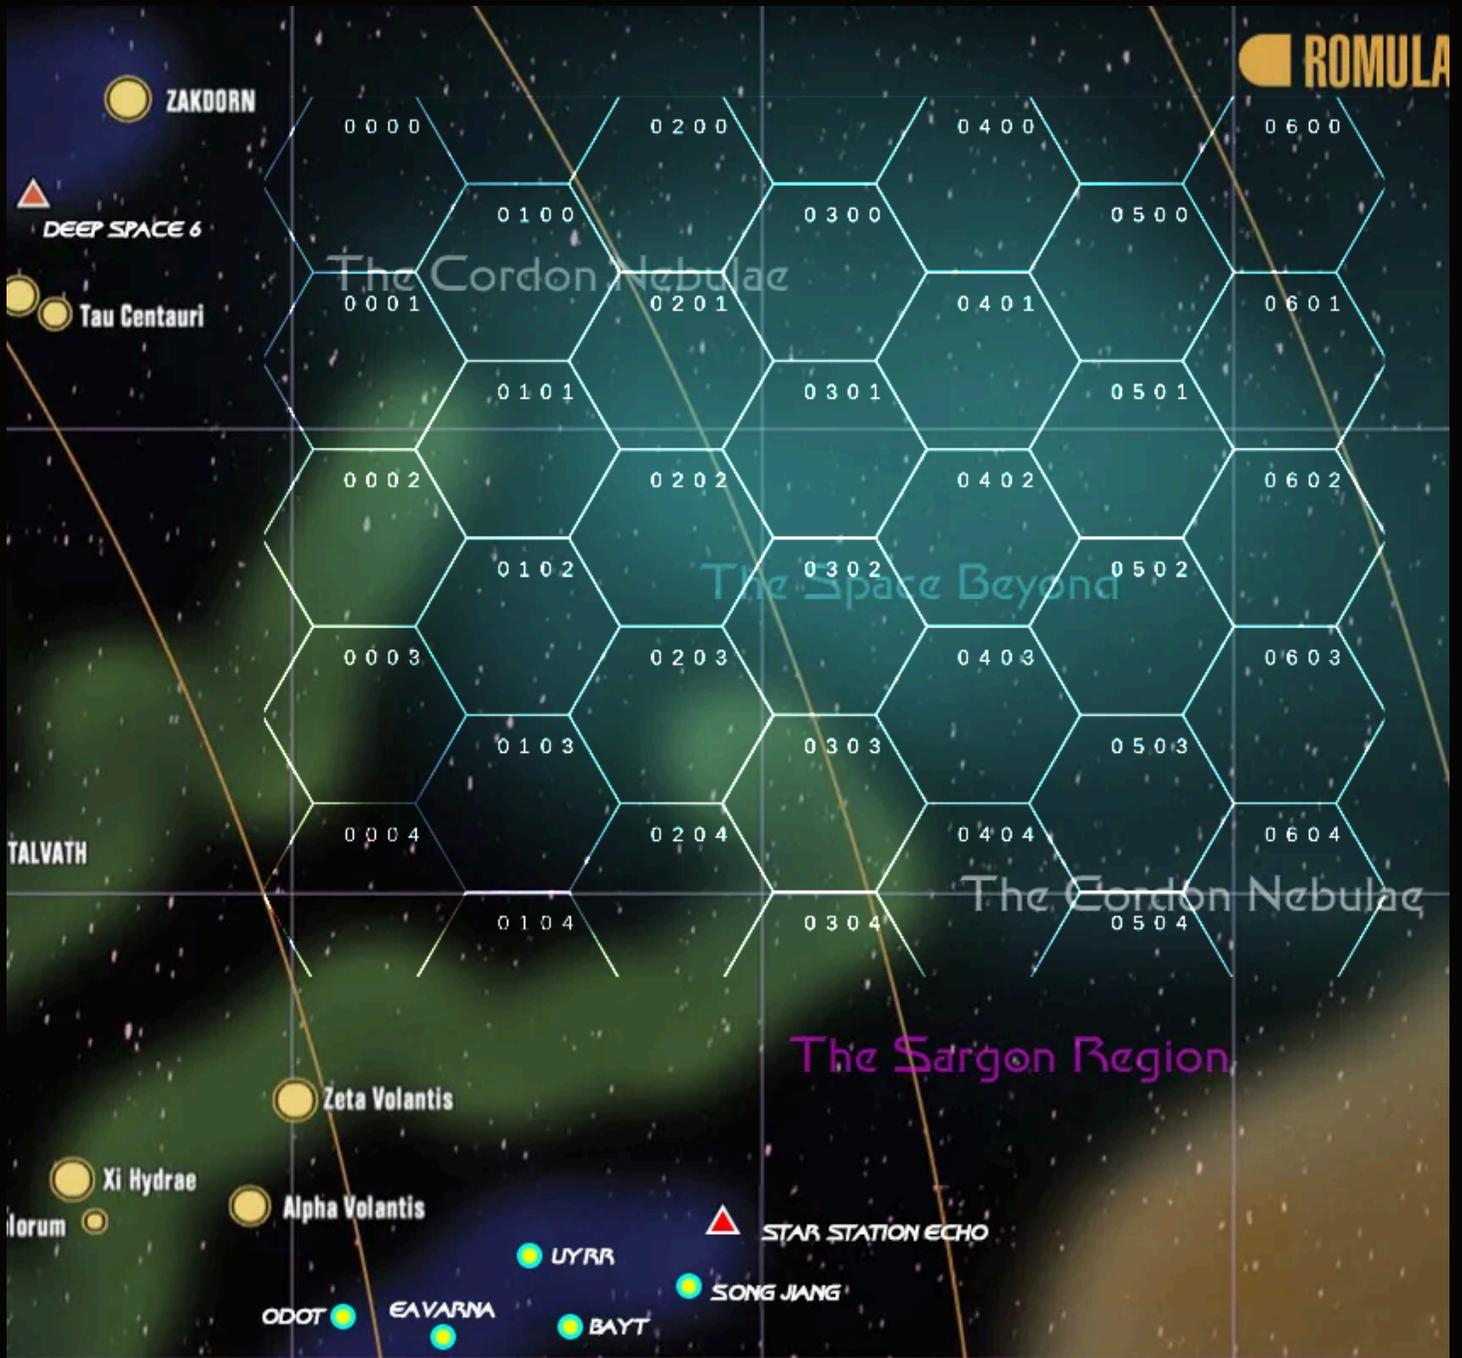 ROMULA
ZAKDORN
0000 0200 0400 0600
DEEP SPACE 6
0100 0300 0500
The Cordon Nebulae
Tau Centauri
0001 0201 0401 0601
0101 0301 0501
0002 0202 0402 0602
The Space Beyond
0102 0302 0502
0003 0203 0403 0603
0103 0303 0503
TALVATH
0004 0204 0404 0604
The Cordon Nebulae
0104 0304 0504
The Sargon Region
Zeta Volantis
Xi Hydrae
Alpha Volantis
lorum
STAR STATION ECHO
UYRR
SONG JIANG
ODOT
EAVARNA
BAYT